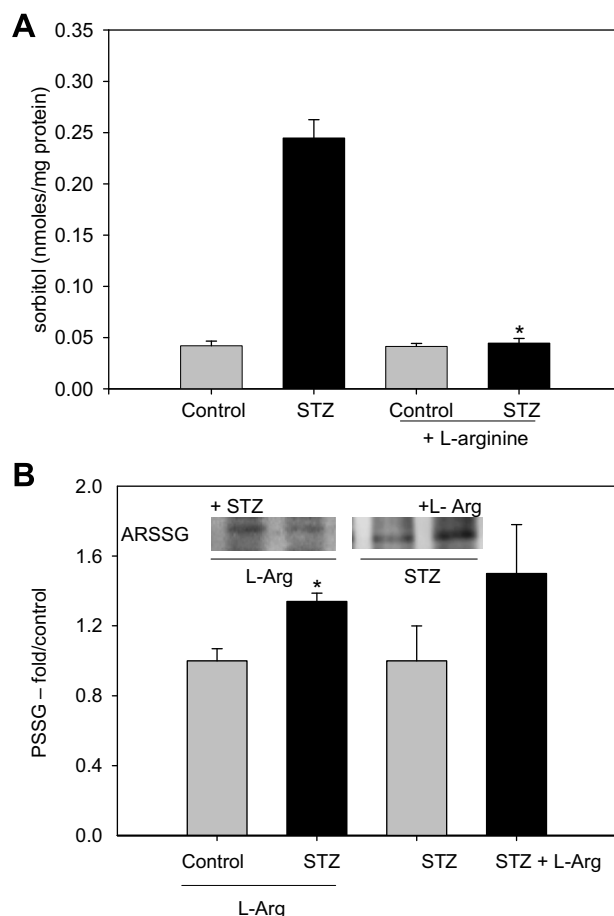 A
sorbitol (nmoles/mg protein)
0.35
0.30
0.25
0.20
0.15
0.10
0.05
0.00
*
Control STZ Control STZ
+ L-arginine
B
PSSG – fold/control
2.0
1.6
1.2
0.8
0.4
0.0
+ STZ +L- Arg
ARSSG
L-Arg STZ
*
Control STZ STZ STZ + L-Arg
L-Arg